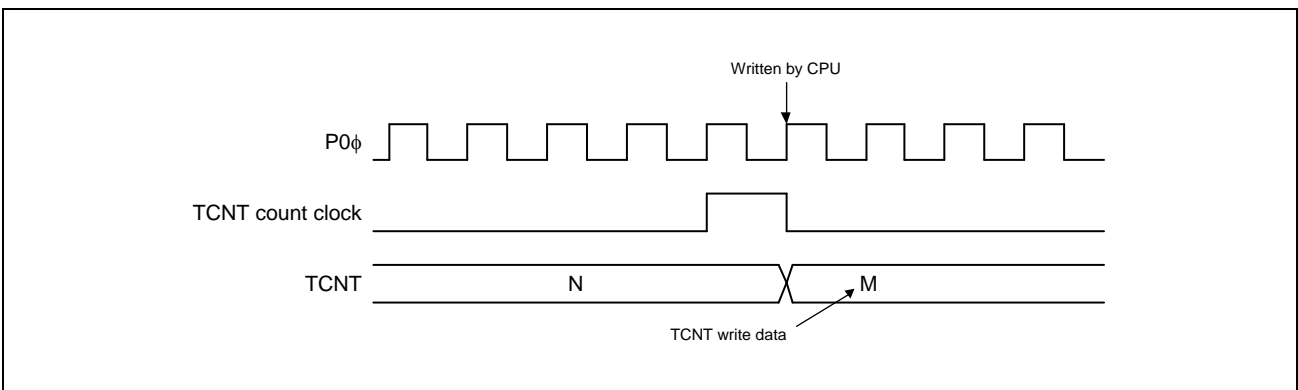 Written by CPU
P0ϕ
TCNT count clock
TCNT N M
TCNT write data